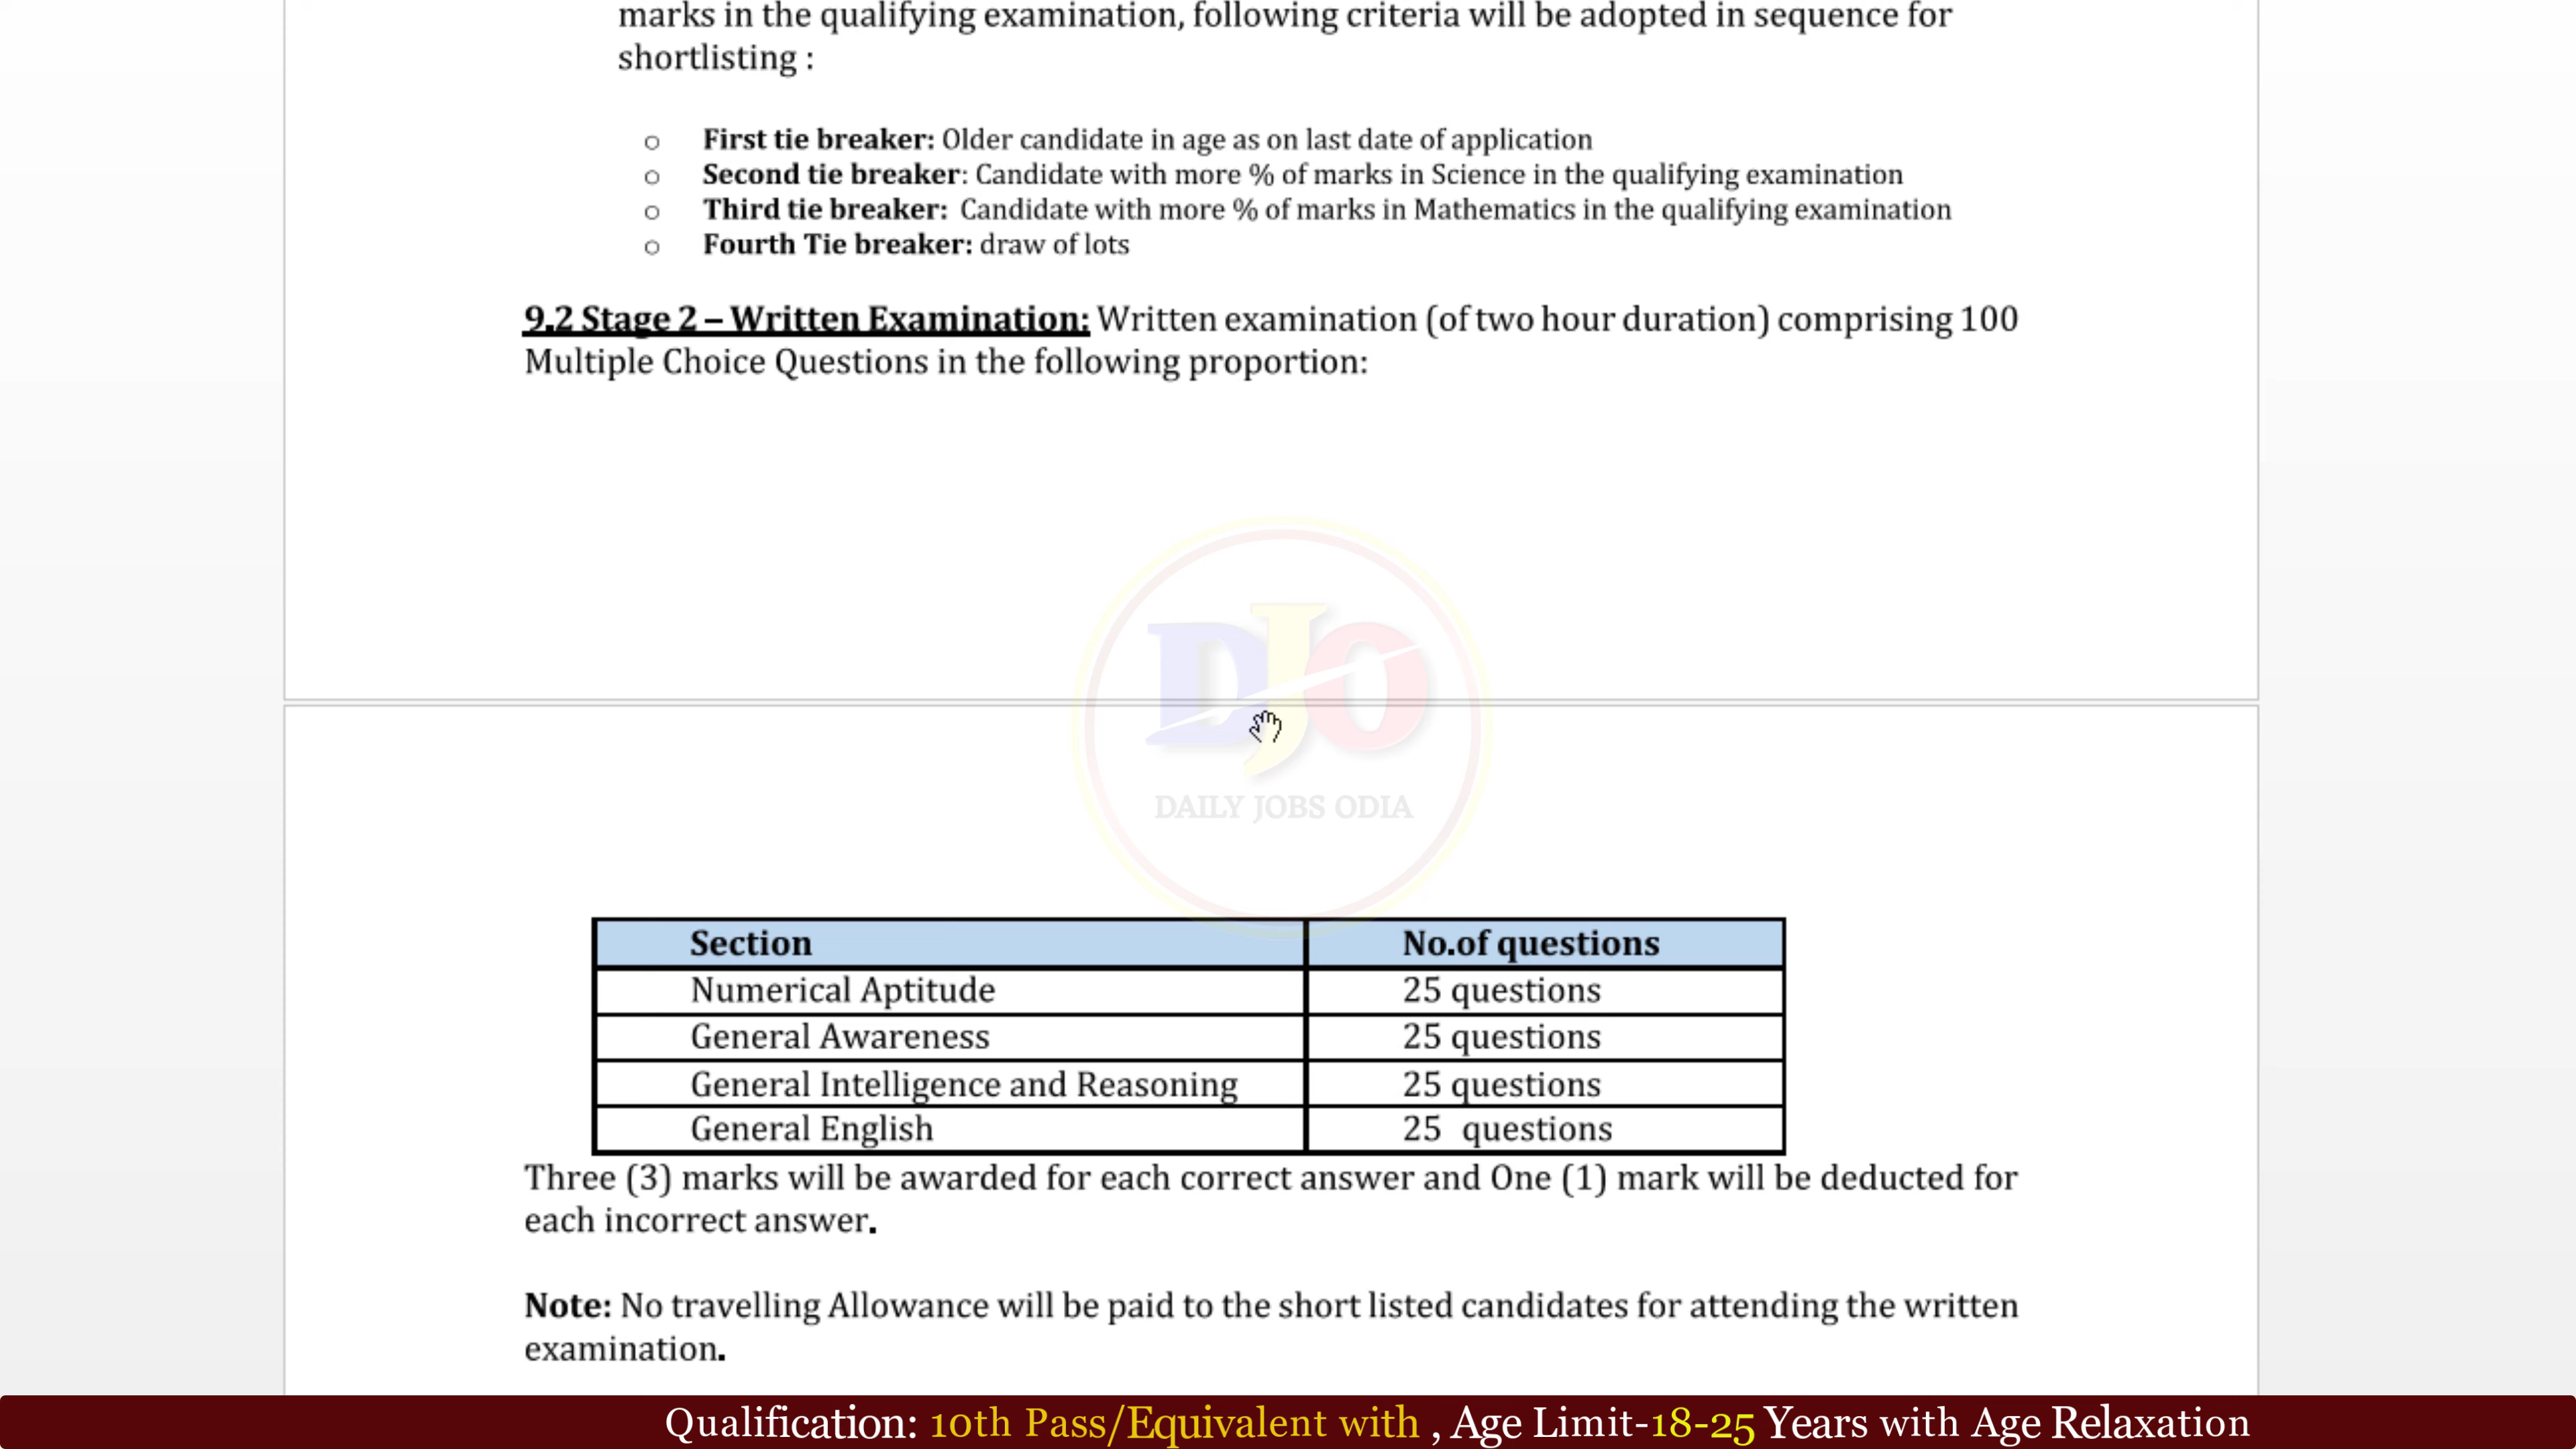 marks in the qualifying examination, following criteria will be adopted in sequence for
shortlisting :
o First tie breaker: Older candidate in age as on last date of application
o Second tie breaker: Candidate with more % of marks in Science in the qualifying examination
o Third tie breaker: Candidate with more % of marks in Mathematics in the qualifying examination
o Fourth Tie breaker: draw of lots
9.2 Stage 2 – Written Examination: Written examination (of two hour duration) comprising 100
Multiple Choice Questions in the following proportion:
DJO
DAILY JOBS ODIA
Section No.of questions
Numerical Aptitude 25 questions
General Awareness 25 questions
General Intelligence and Reasoning 25 questions
General English 25 questions
Three (3) marks will be awarded for each correct answer and One (1) mark will be deducted for
each incorrect answer.
Note: No travelling Allowance will be paid to the short listed candidates for attending the written
examination.
Qualification: 10th Pass/Equivalent with , Age Limit-18-25 Years with Age Relaxation